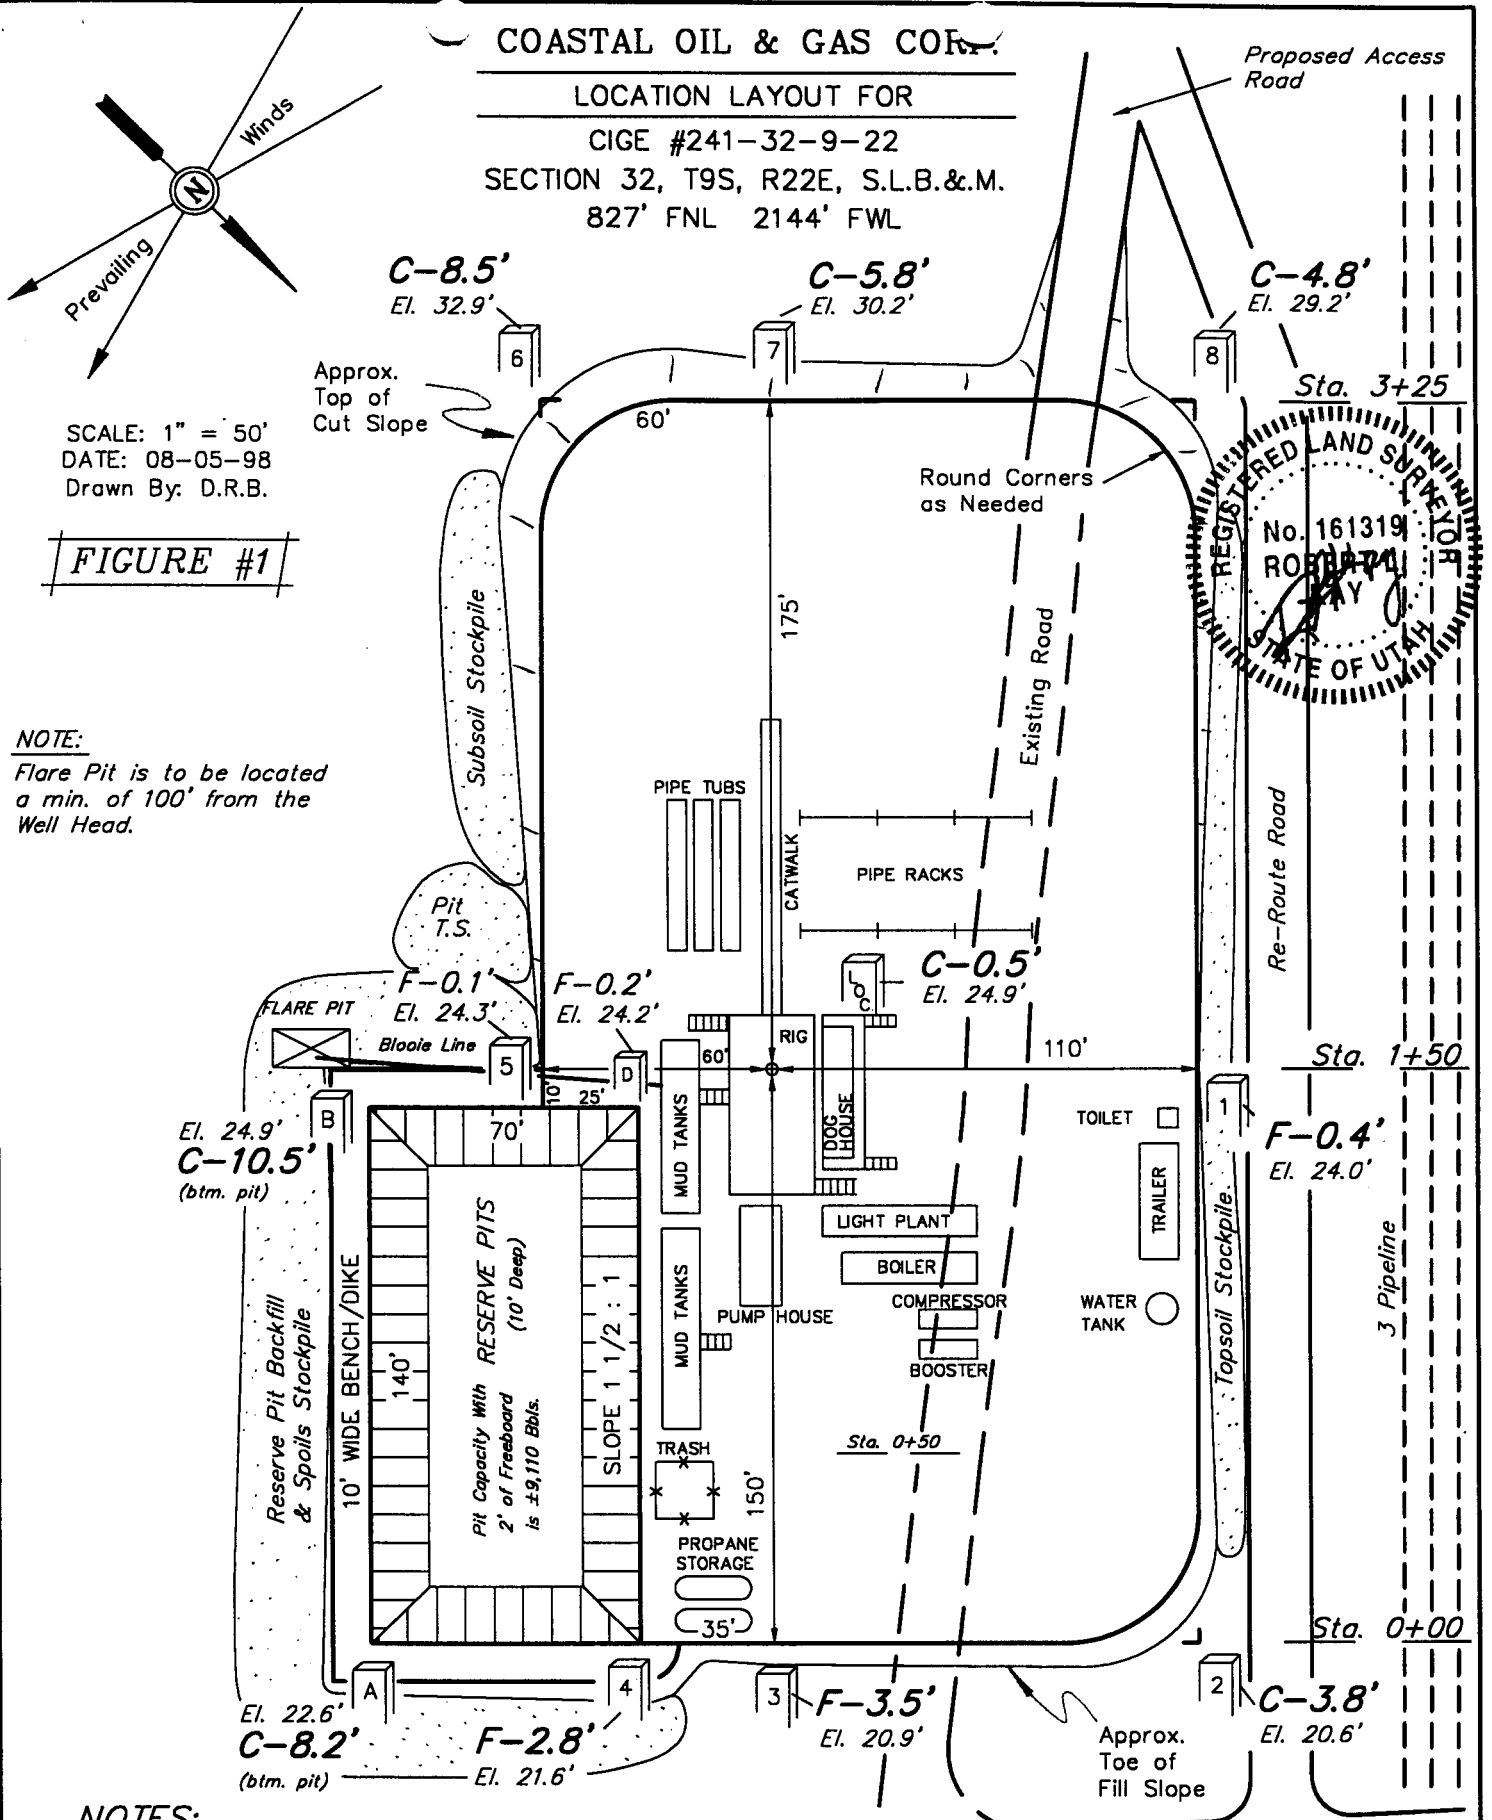 COASTAL OIL & GAS CORP.
LOCATION LAYOUT FOR
CIGE #241-32-9-22
SECTION 32, T9S, R22E, S.L.B.&.M.
827' FNL 2144' FWL
Proposed Access
Road
Winds
N
Prevailing
SCALE: 1" = 50'
DATE: 08-05-98
Drawn By: D.R.B.
FIGURE #1
C-8.5'
El. 32.9'
6
C-5.8'
El. 30.2'
7
C-4.8'
El. 29.2'
8
Approx.
Top of
Cut Slope
60'
Sta. 3+25
Round Corners
as Needed
REGISTERED LAND SURVEYOR
No. 161319
ROBERT L.
KAY
STATE OF UTAH
175'
Subsoil Stockpile
Existing Road
Re-Route Road
NOTE:
Flare Pit is to be located
a min. of 100' from the
Well Head.
PIPE TUBS
CATWALK
PIPE RACKS
Pit
T.S.
LOC.
C-0.5'
El. 24.9'
F-0.1'
El. 24.3'
5
F-0.2'
El. 24.2'
D
FLARE PIT
Blooie Line
60'
RIG
110'
Sta. 1+50
10'
25'
B
El. 24.9'
C-10.5'
(btm. pit)
70'
MUD TANKS
DOG
HOUSE
TOILET
1
F-0.4'
El. 24.0'
TRAILER
LIGHT PLANT
BOILER
COMPRESSOR
BOOSTER
PUMP HOUSE
MUD TANKS
WATER
TANK
Topsoil Stockpile
3 Pipeline
Reserve Pit Backfill
& Spoils Stockpile
10' WIDE BENCH/DIKE
140'
RESERVE PITS
(10' Deep)
Pit Capacity With
2' of Freeboard
is ±9,110 Bbls.
SLOPE 1 1/2 : 1
Sta. 0+50
TRASH
150'
PROPANE
STORAGE
35'
Sta. 0+00
A
El. 22.6'
C-8.2'
(btm. pit)
4
F-2.8'
El. 21.6'
3
F-3.5'
El. 20.9'
2
C-3.8'
El. 20.6'
Approx.
Toe of
Fill Slope
NOTES: